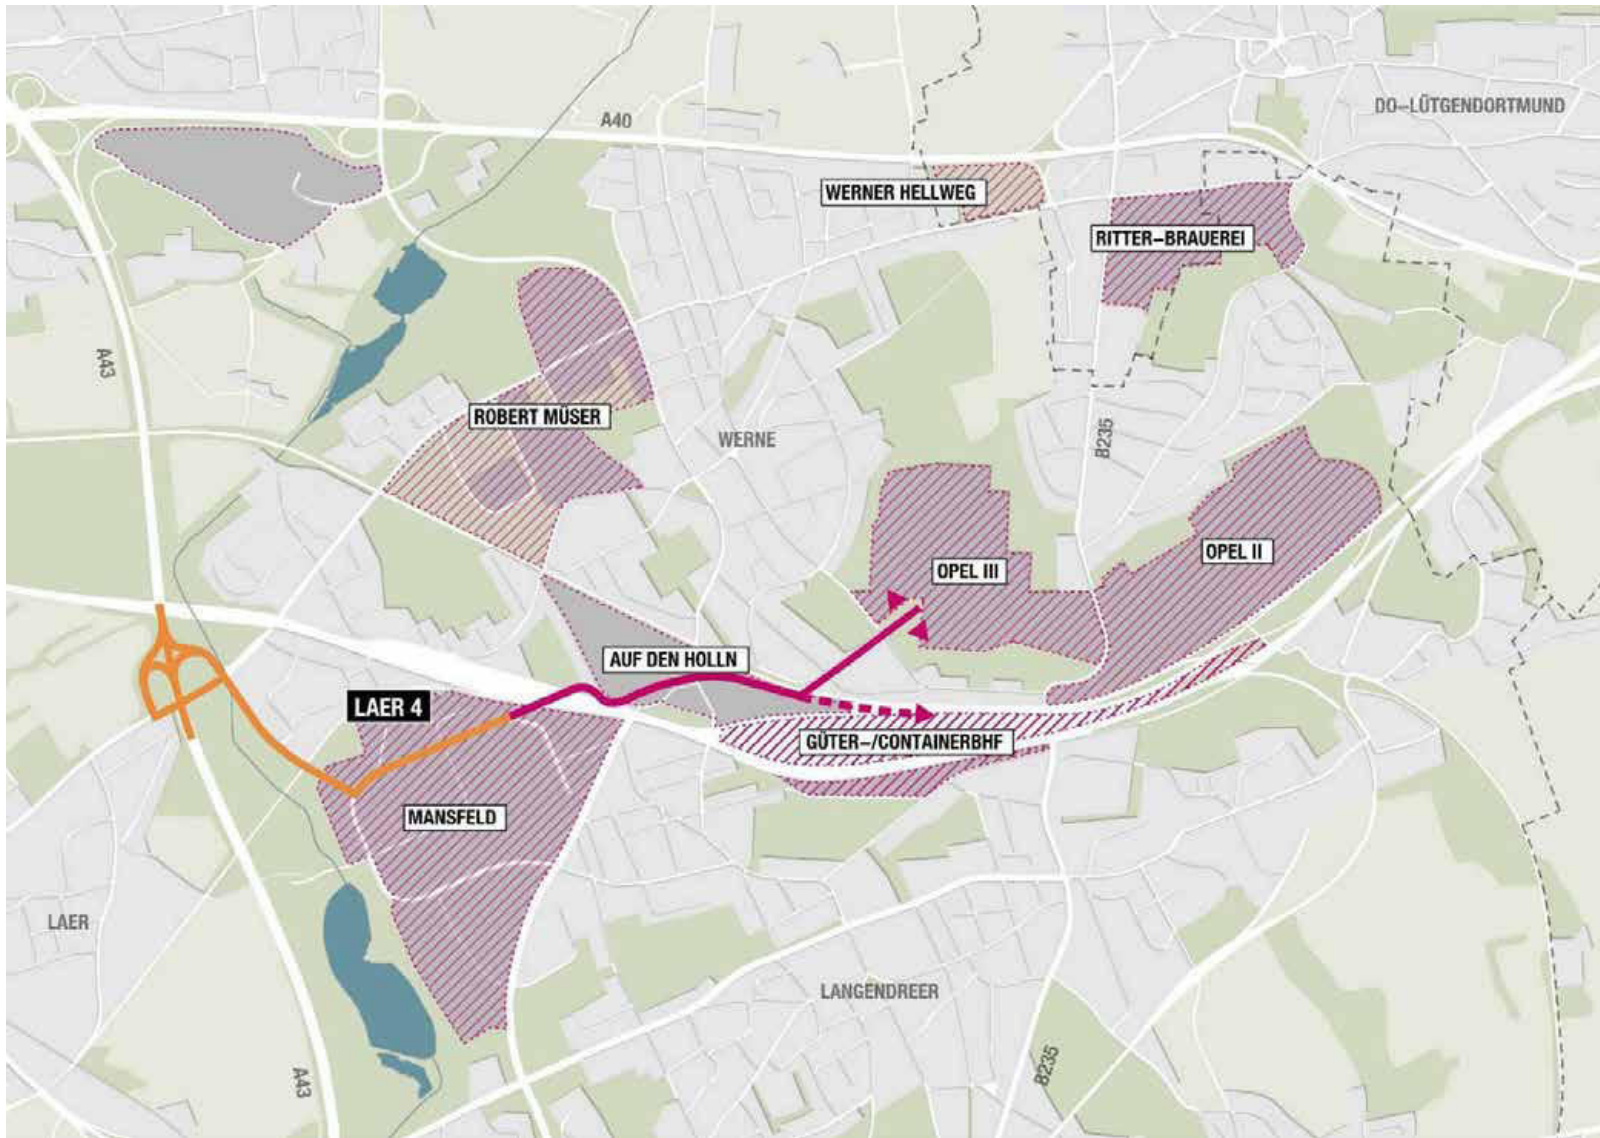 DO–LÜTGENDORTMUND
A40
WERNER HELLWEG
RITTER–BRAUEREI
A43
ROBERT MÜSER
WERNE
B235
OPEL II
OPEL III
AUF DEN HOLLN
LAER 4
GÜTER–/CONTAINERBHF
MANSFELD
LAER
LANGENDREER
B235
A43